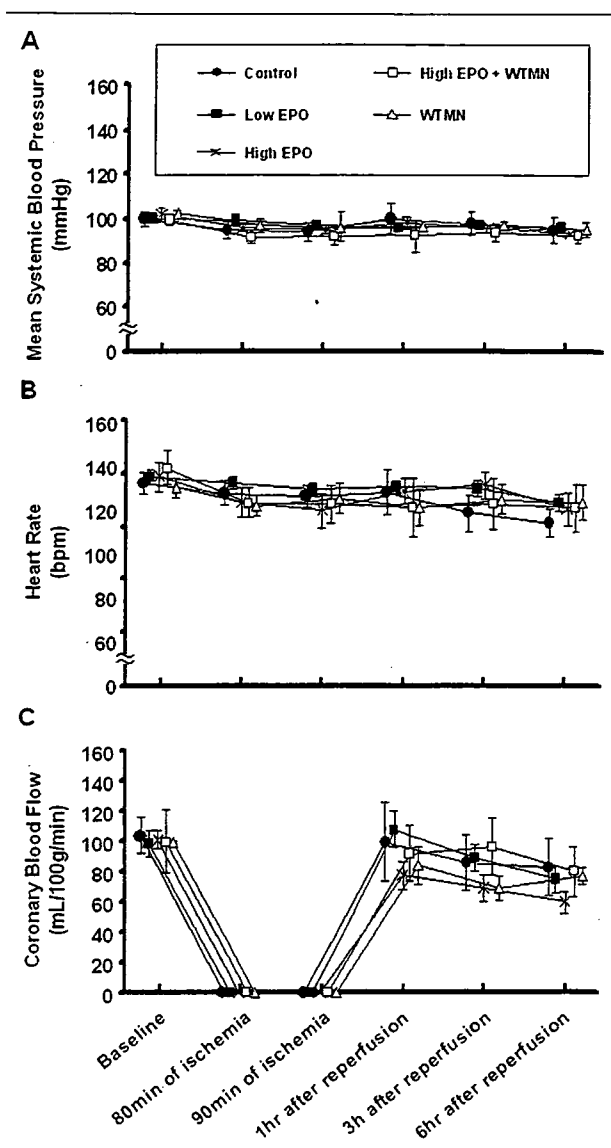 A
Control
High EPO + WTMN
Low EPO
WTMN
High EPO
Mean Systemic Blood Pressure
(mmHg)
160
140
120
100
80
60
0
B
Heart Rate
(bpm)
160
140
120
100
80
60
0
C
Coronary Blood Flow
(mL/100g/min)
160
140
120
100
80
60
40
20
0
Baseline
80min of ischemia
90min of ischemia
1hr after reperfusion
3h after reperfusion
6hr after reperfusion